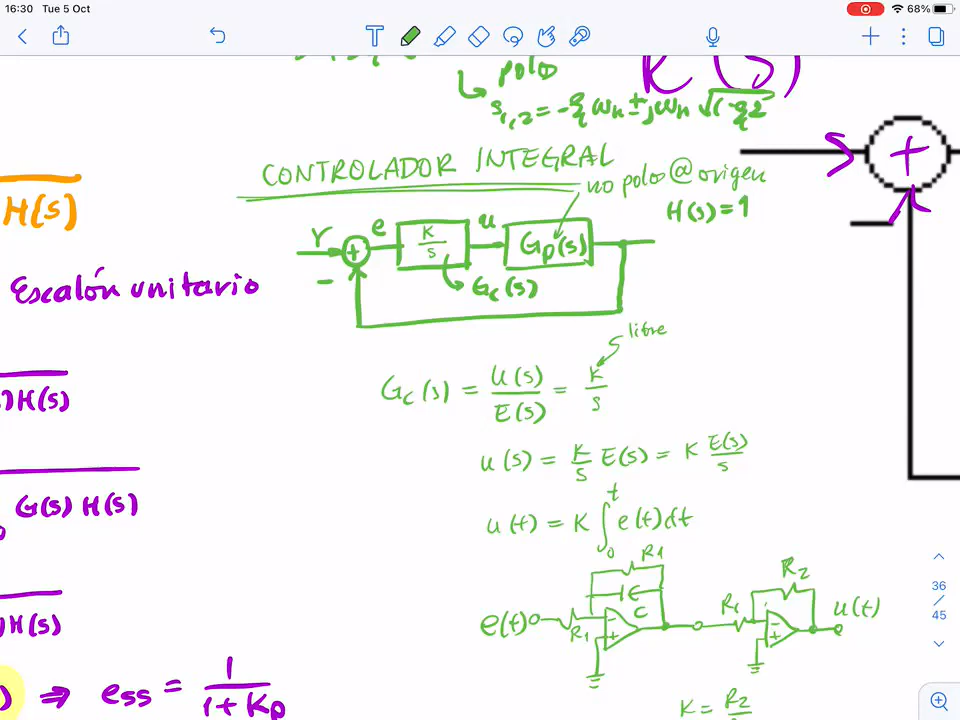 16:30 Tue 5 Oct
68%
polo
s₁,₂ = -ξωₙ ± jωₙ √1-ξ²
CONTROLADOR INTEGRAL
no polo @ origen
H(s) = 1
H(s)
r
+
-
e
K/s
u
Gp(s)
Gc(s)
+
Escalón unitario
libre
Gc(s) = U(s)/E(s) = K/s
)H(s)
u(s) = K/s E(s) = K E(s)/s
G(s) H(s)
u(t) = K ∫₀ᵗ e(t)dt
R1
C
e(t)
R1
-
+
R2
R1
-
+
u(t)
)H(s)
36
/
45
) ⇒ ess = 1/(1+Kp)
K = R2/